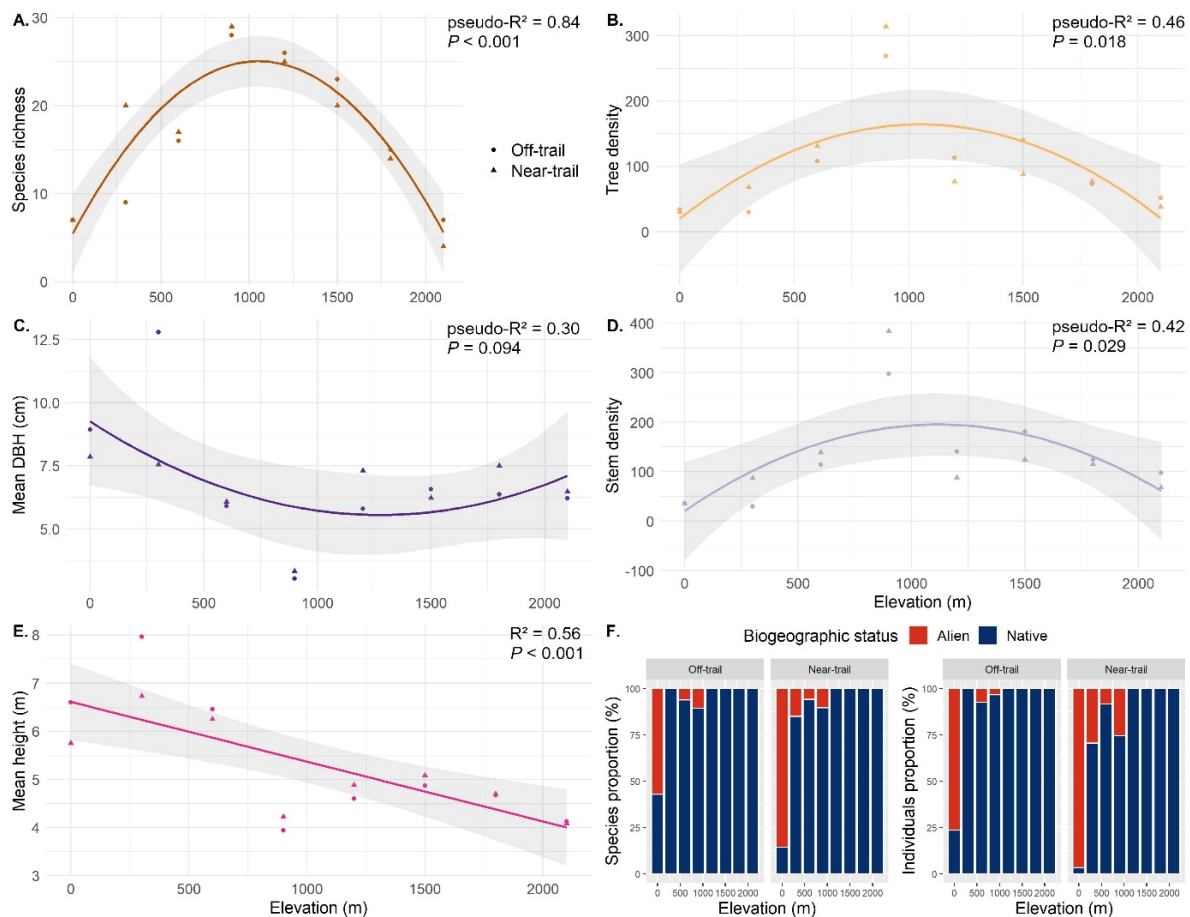 A.
pseudo-R² = 0.84
P < 0.001
30
20
10
0
Species richness
Off-trail
Near-trail
0 500 1000 1500 2000
B.
pseudo-R² = 0.46
P = 0.018
300
200
100
0
Tree density
0 500 1000 1500 2000
C.
pseudo-R² = 0.30
P = 0.094
12.5
10.0
7.5
5.0
Mean DBH (cm)
0 500 1000 1500 2000
D.
pseudo-R² = 0.42
P = 0.029
400
300
200
100
0
-100
Stem density
0 500 1000 1500 2000
Elevation (m)
E.
R² = 0.56
P < 0.001
8
7
6
5
4
3
Mean height (m)
0 500 1000 1500 2000
Elevation (m)
F.
Biogeographic status Alien Native
Off-trail Near-trail
100
75
50
25
0
Species proportion (%)
0 500 1000 1500 2000 0 500 1000 1500 2000
Elevation (m)
Off-trail Near-trail
100
75
50
25
0
Individuals proportion (%)
0 500 1000 1500 2000 0 500 1000 1500 2000
Elevation (m)